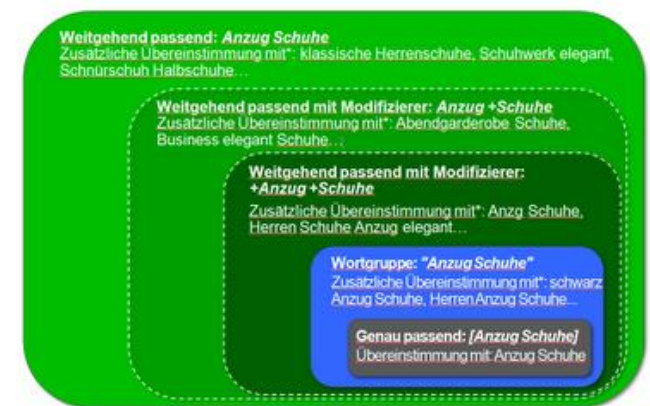 Weitgehend passend: Anzug Schuhe
Zusätzliche Übereinstimmung mit*: klassische Herrenschuhe, Schuhwerk elegant,
Schnürschuh Halbschuhe…
Weitgehend passend mit Modifizierer: Anzug +Schuhe
Zusätzliche Übereinstimmung mit*: Abendgarderobe Schuhe,
Business elegant Schuhe…
Weitgehend passend mit Modifizierer:
+Anzug +Schuhe
Zusätzliche Übereinstimmung mit*: Anzg Schuhe,
Herren Schuhe Anzug elegant…
Wortgruppe: "Anzug Schuhe"
Zusätzliche Übereinstimmung mit*: schwarz
Anzug Schuhe, Herren Anzug Schuhe...
Genau passend: [Anzug Schuhe]
Übereinstimmung mit: Anzug Schuhe